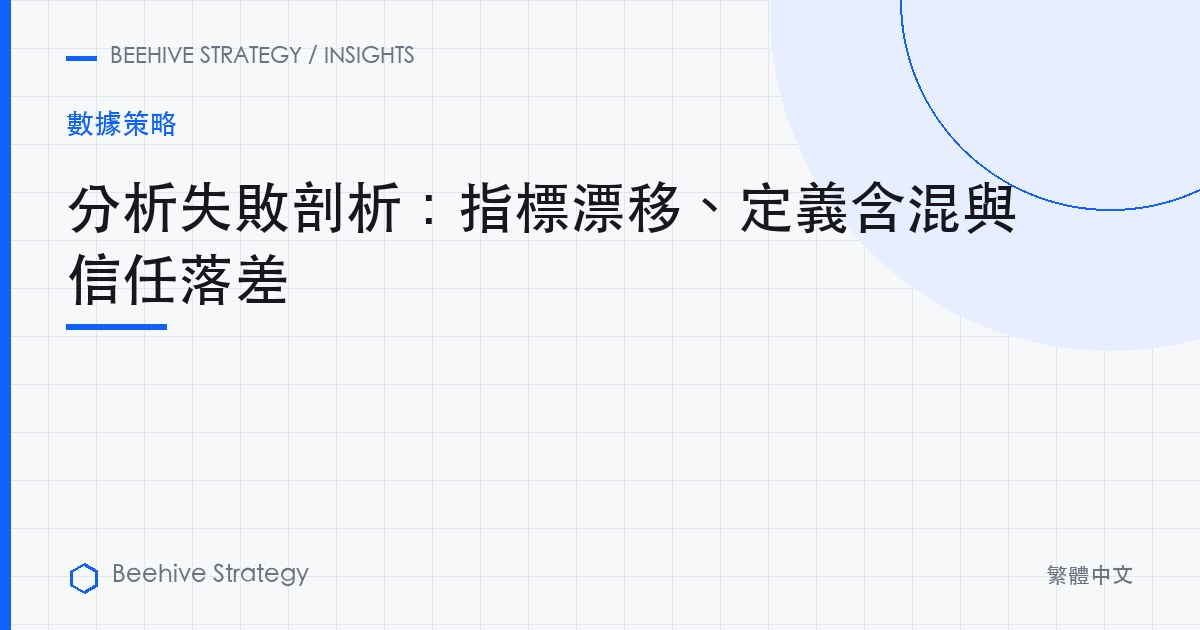 BEEHIVE STRATEGY / INSIGHTS
數據策略
分析失敗剖析：指標漂移、定義含混與
信任落差
Beehive Strategy
繁體中文